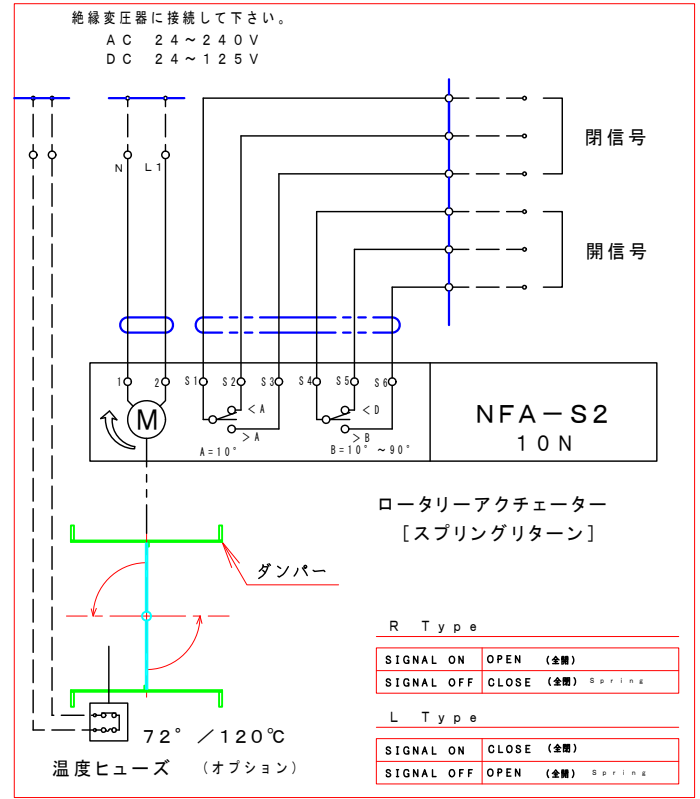 絶縁変圧器に接続して下さい。
AC 24～240V
DC 24～125V
N L1
閉信号
開信号
1 2 S1 S2 S3 S4 S5 S6
M
<A
>A
A=10°
<D
>B
B=10°～90°
NFA－S2
10N
ロータリーアクチェーター
[スプリングリターン]
ダンパー
R Type
SIGNAL ON OPEN (全開)
SIGNAL OFF CLOSE (全閉) Spring
L Type
SIGNAL ON CLOSE (全閉)
SIGNAL OFF OPEN (全開) Spring
72°／120℃
温度ヒューズ (オプション)